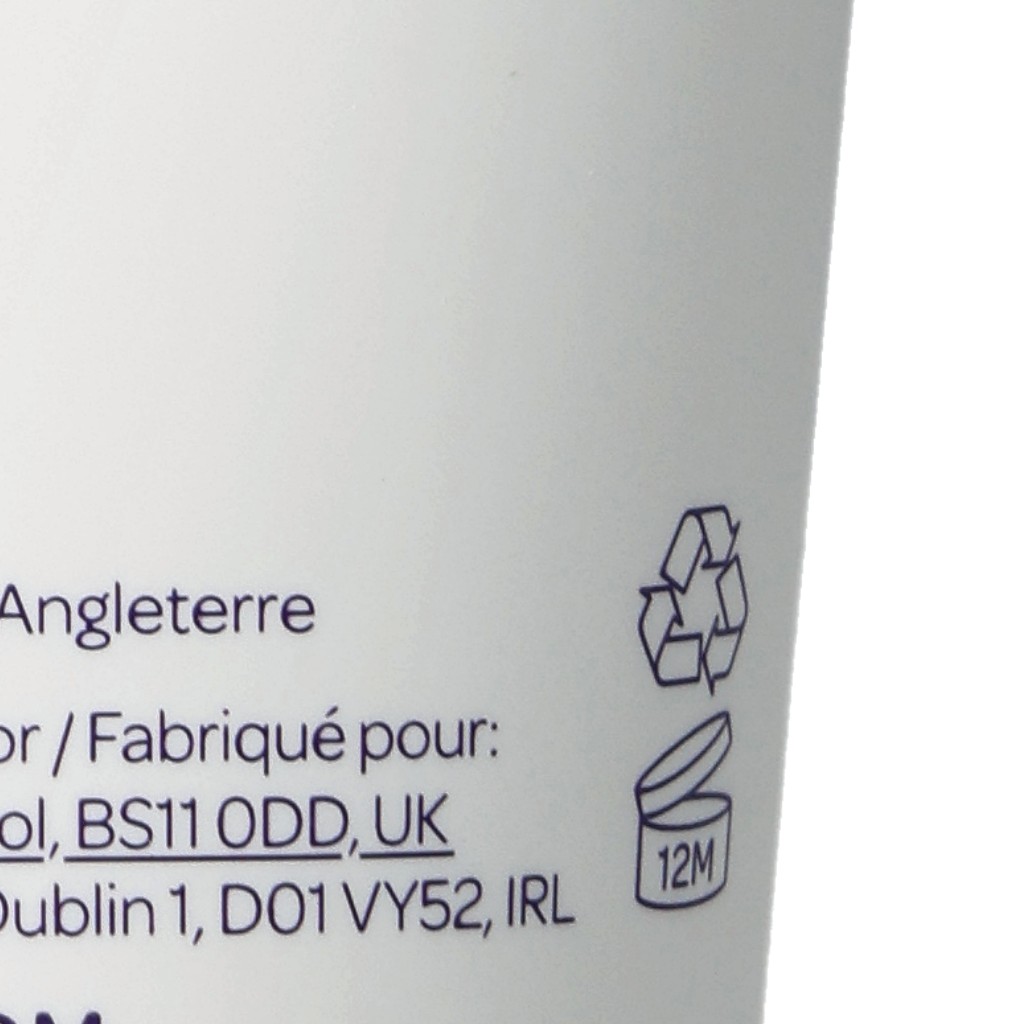 Angleterre
or / Fabriqué pour:
ol, BS11 0DD, UK
Dublin 1, D01 VY52, IRL
12M